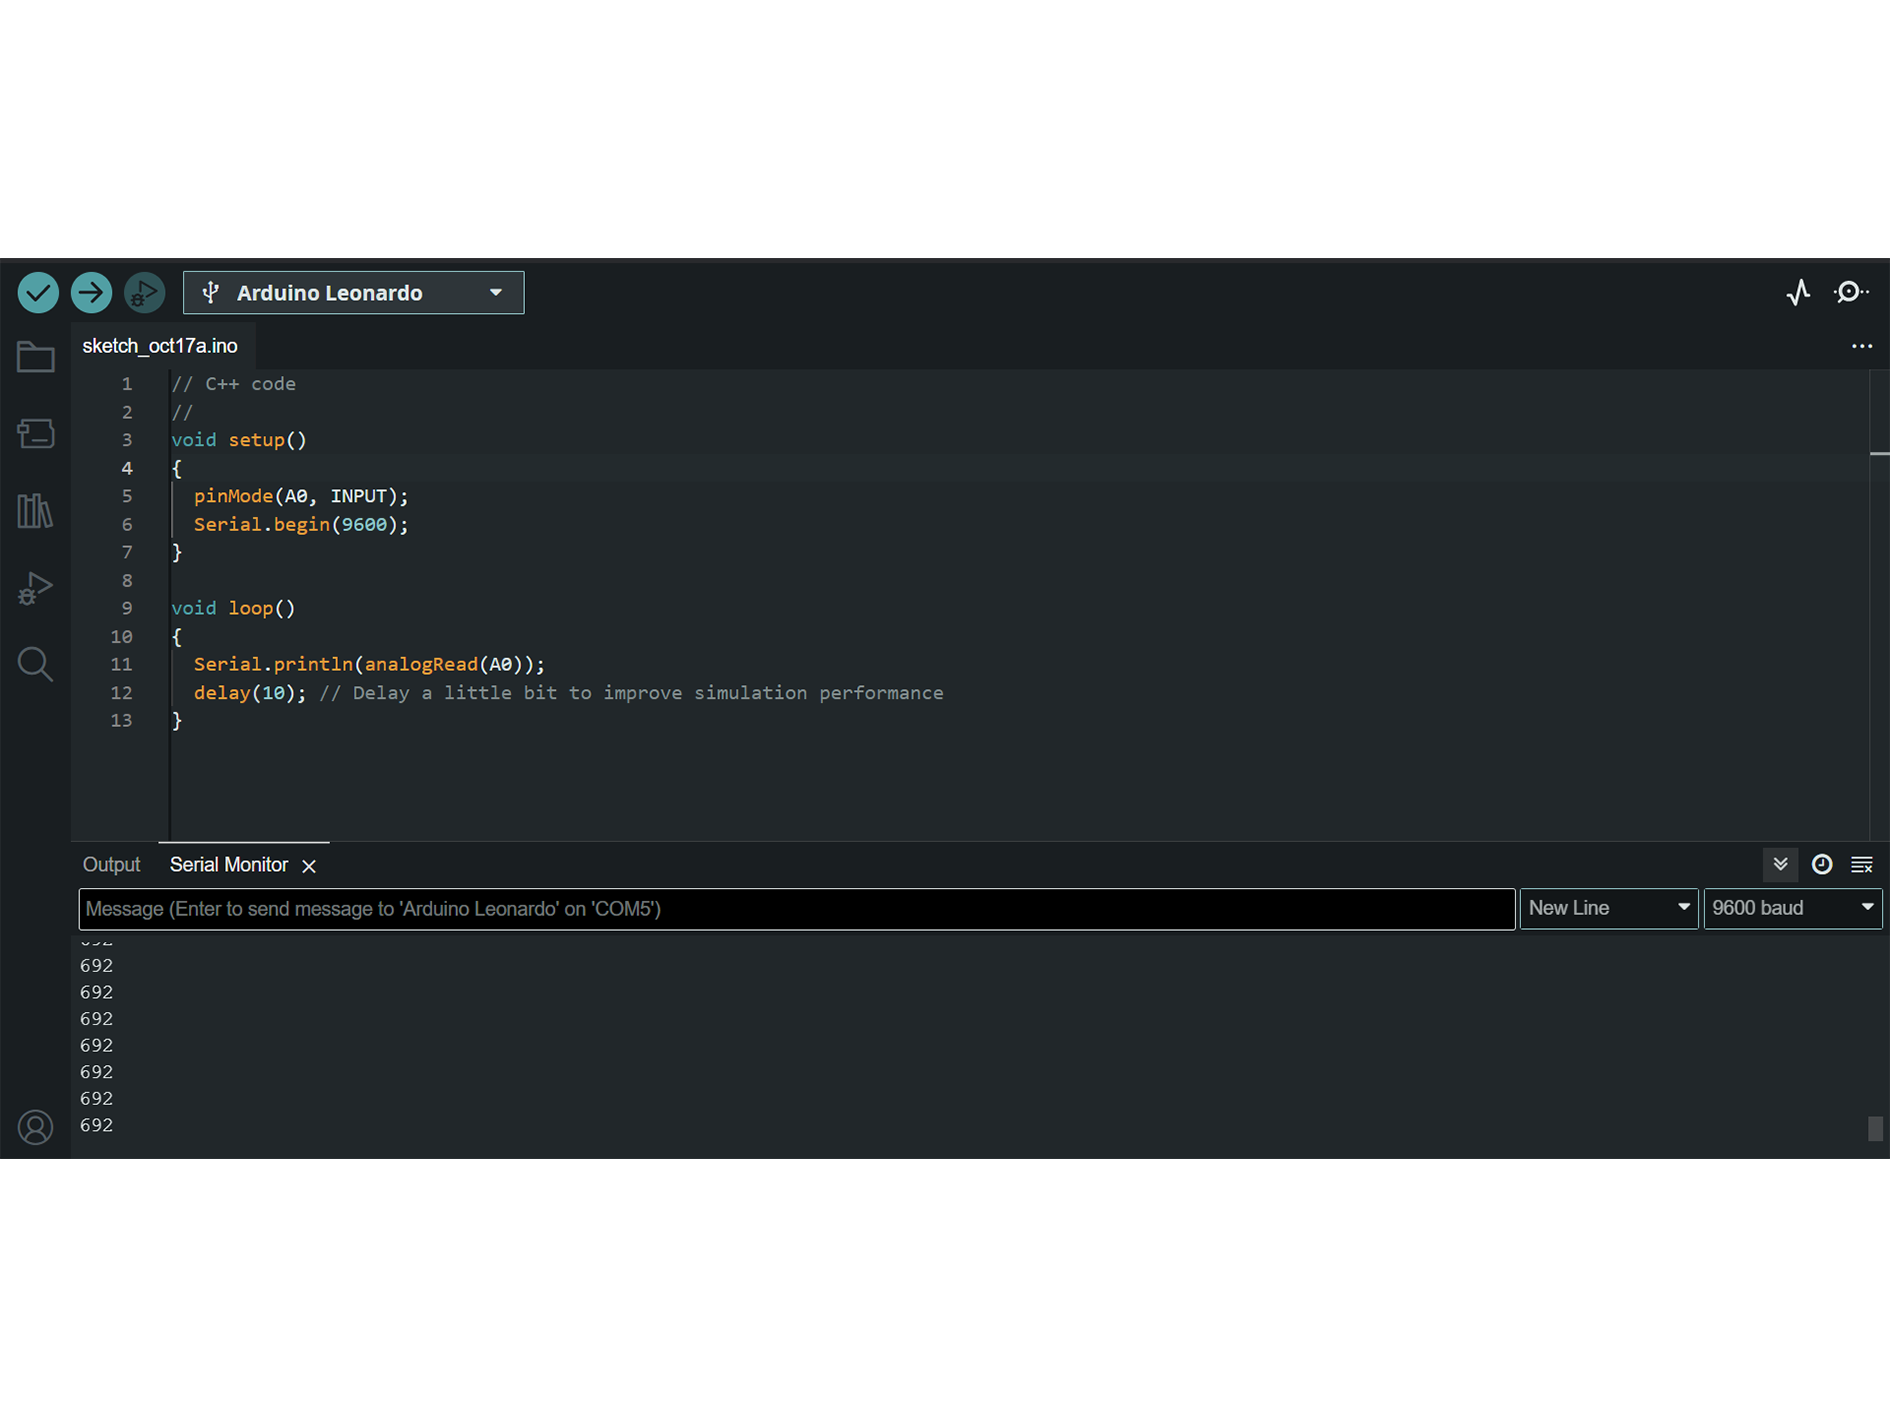 Arduino Leonardo
sketch_oct17a.ino
1 // C++ code
2 //
3 void setup()
4 {
5 pinMode(A0, INPUT);
6 Serial.begin(9600);
7 }
8
9 void loop()
10 {
11 Serial.println(analogRead(A0));
12 delay(10); // Delay a little bit to improve simulation performance
13 }
Output Serial Monitor
Message (Enter to send message to 'Arduino Leonardo' on 'COM5') New Line 9600 baud
692
692
692
692
692
692
692